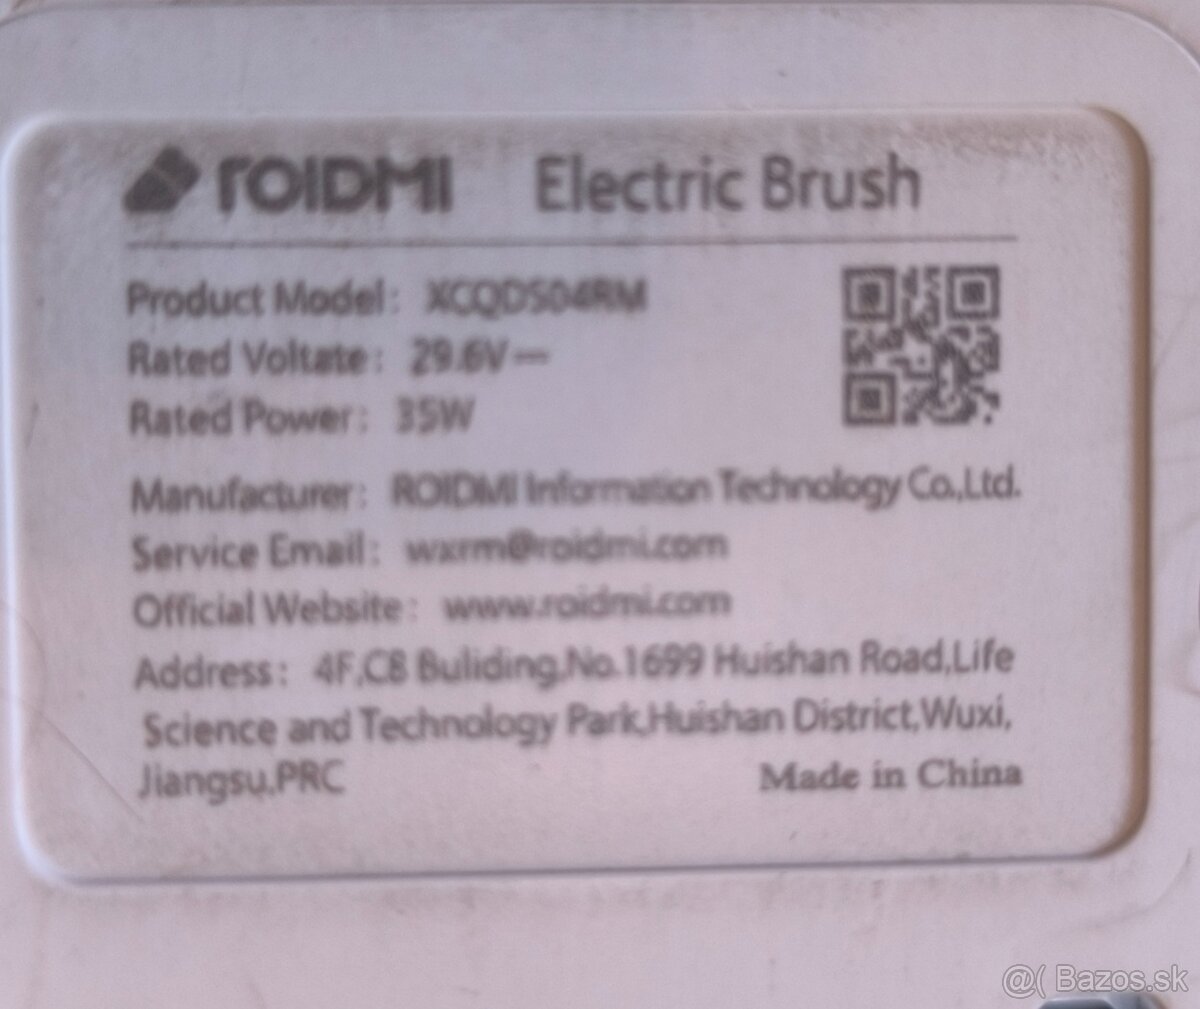 ROIDMI Electric Brush
Product Model: XCQDS04RM
Rated Voltate: 29.6V
Rated Power: 35W
Manufacturer: ROIDMI Information Technology Co.,Ltd.
Service Email: wxrm@roidmi.com
Official Website: www.roidmi.com
Address: 4F,C8 Buliding,No.1699 Huishan Road,Life
Science and Technology Park,Huishan District,Wuxi,
Jiangsu,PRC Made in China
@( Bazos.sk